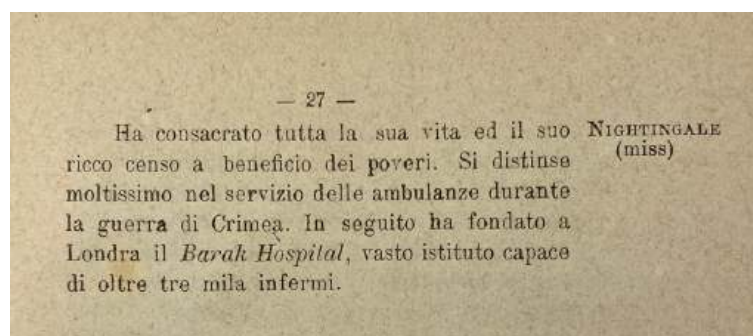 — 27 —
Ha consacrato tutta la sua vita ed il suo
ricco censo a beneficio dei poveri. Si distinse
moltissimo nel servizio delle ambulanze durante
la guerra di Crimea. In seguito ha fondato a
Londra il Barak Hospital, vasto istituto capace
di oltre tre mila infermi.
NIGHTINGALE
(miss)